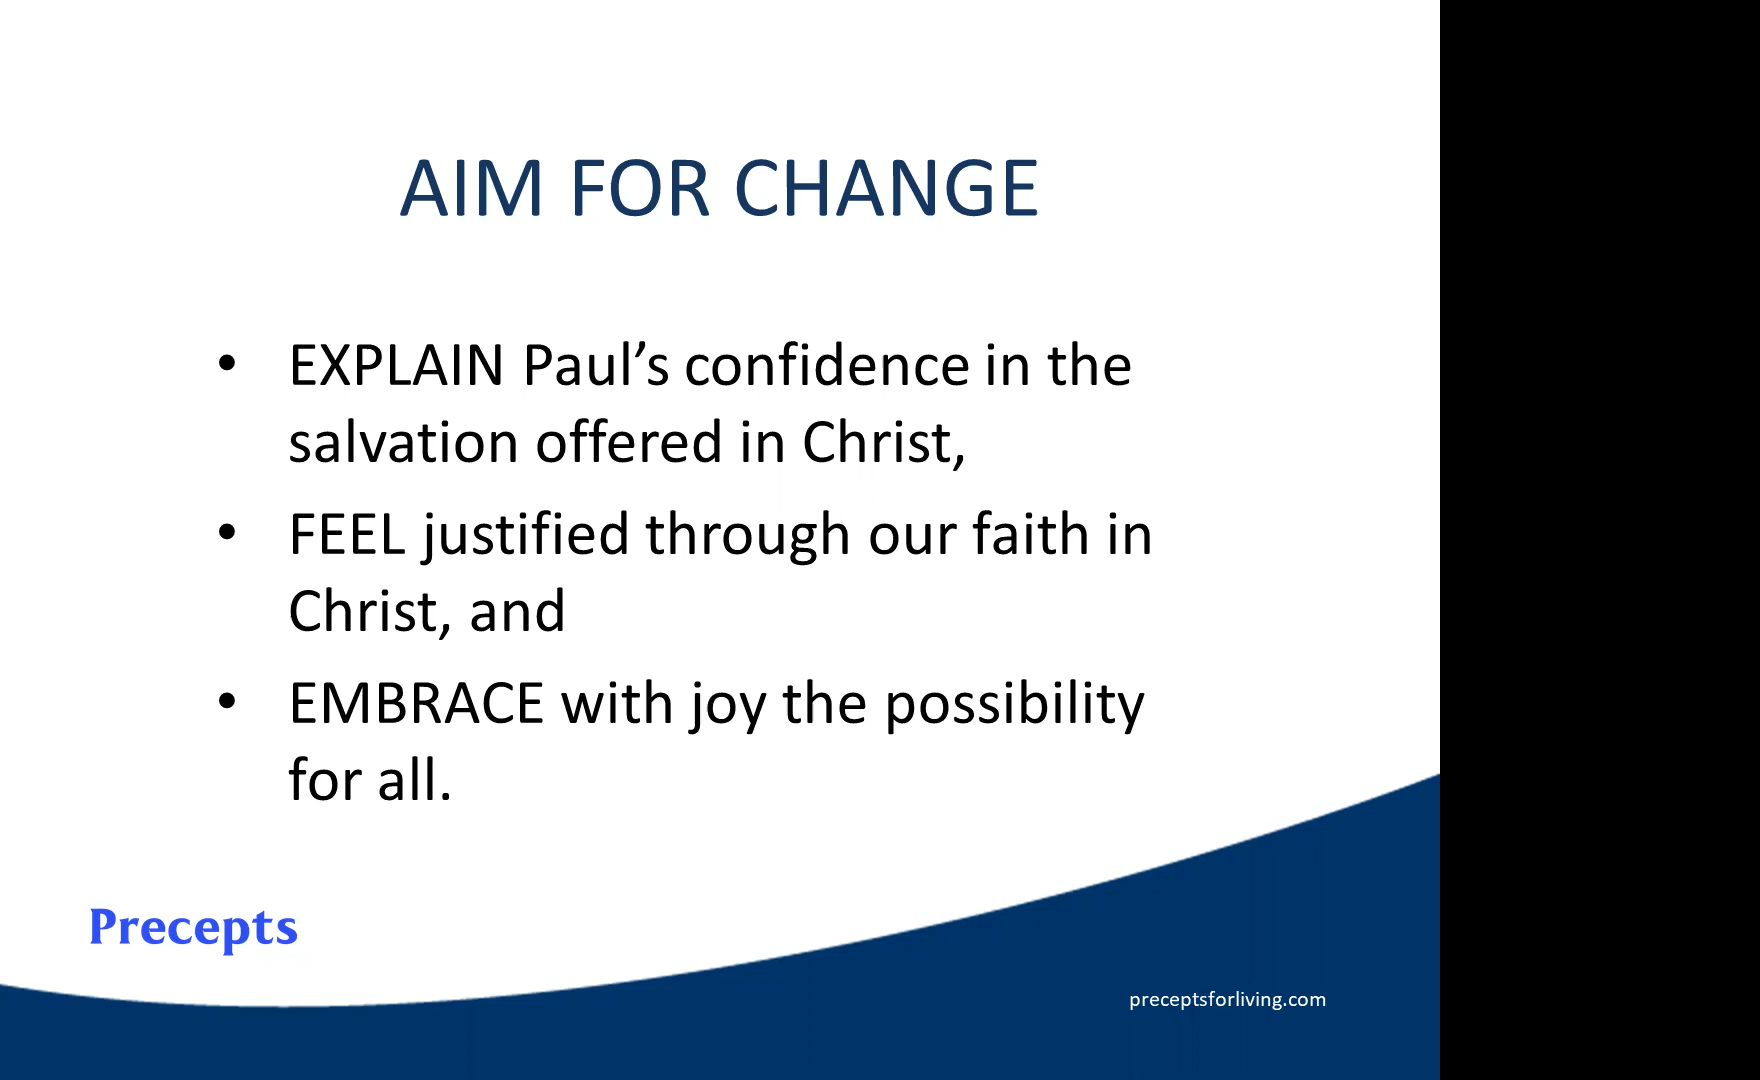 AIM FOR CHANGE
• EXPLAIN Paul’s confidence in the
salvation offered in Christ,
• FEEL justified through our faith in
Christ, and
• EMBRACE with joy the possibility
for all.
Precepts
preceptsforliving.com